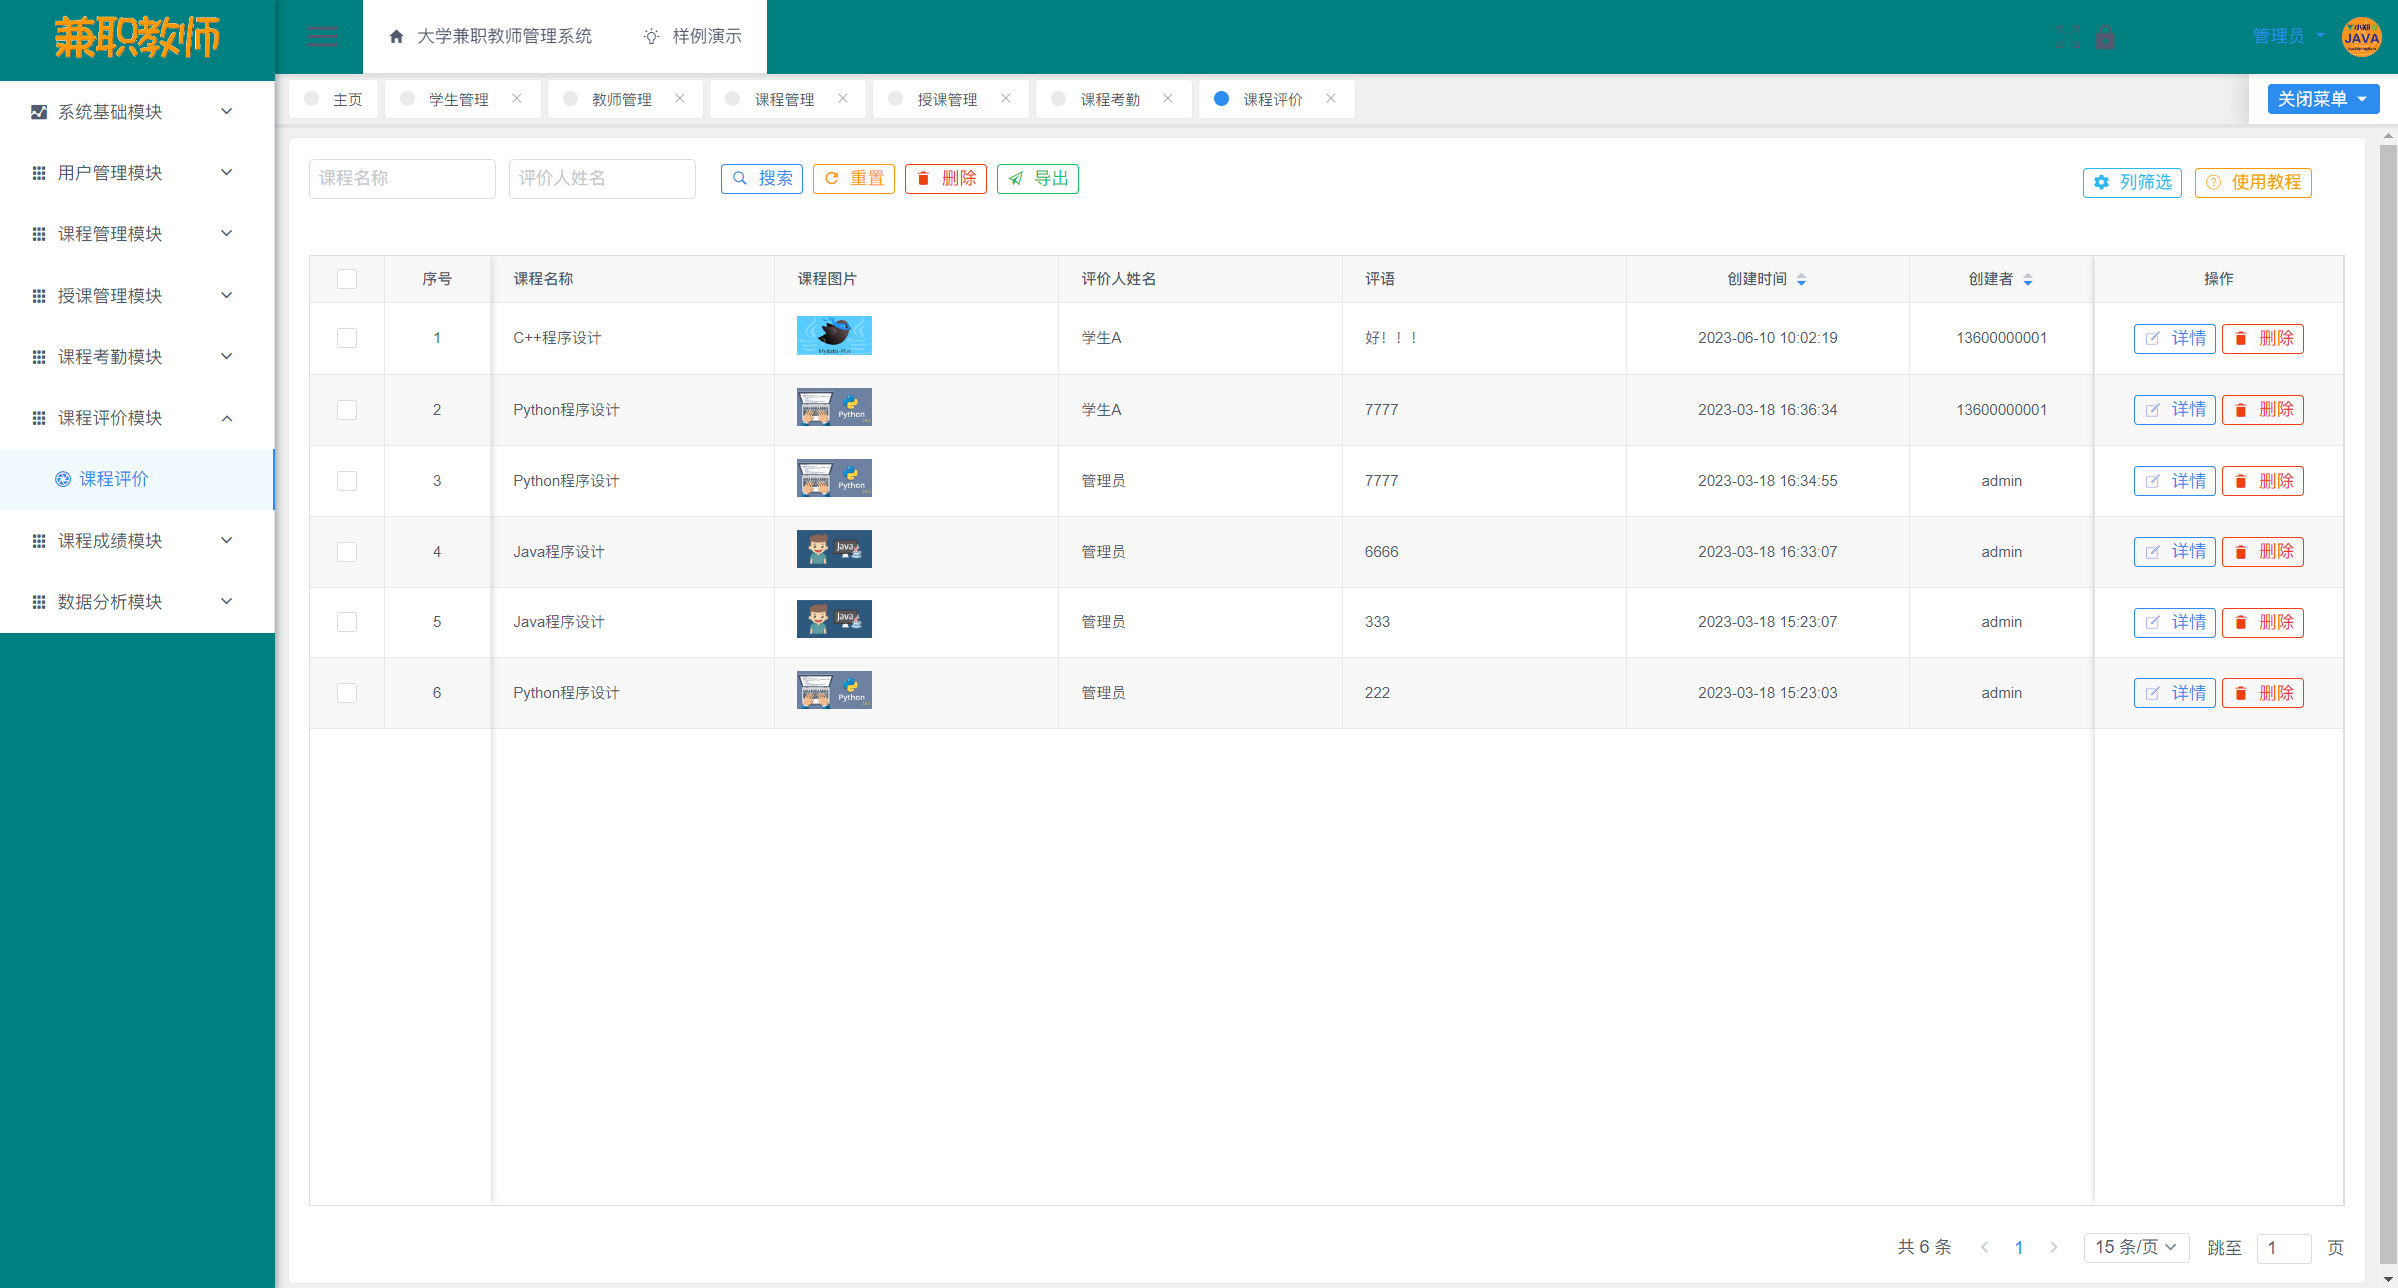 兼职教师
大学兼职教师管理系统 样例演示 管理员
JAVA
系统基础模块
用户管理模块
课程管理模块
授课管理模块
课程考勤模块
课程评价模块
课程评价
课程成绩模块
数据分析模块
主页 学生管理 教师管理 课程管理 授课管理 课程考勤 课程评价 关闭菜单
课程名称 评价人姓名 搜索 重置 删除 导出 列筛选 使用教程
序号 课程名称 课程图片 评价人姓名 评语 创建时间 创建者 操作
1 C++程序设计 学生A 好！！！ 2023-06-10 10:02:19 13600000001 详情 删除
2 Python程序设计 Python 学生A 7777 2023-03-18 16:36:34 13600000001 详情 删除
3 Python程序设计 Python 管理员 7777 2023-03-18 16:34:55 admin 详情 删除
4 Java程序设计 Java 管理员 6666 2023-03-18 16:33:07 admin 详情 删除
5 Java程序设计 Java 管理员 333 2023-03-18 15:23:07 admin 详情 删除
6 Python程序设计 Python 管理员 222 2023-03-18 15:23:03 admin 详情 删除
共 6 条 1 15 条/页 跳至 1 页